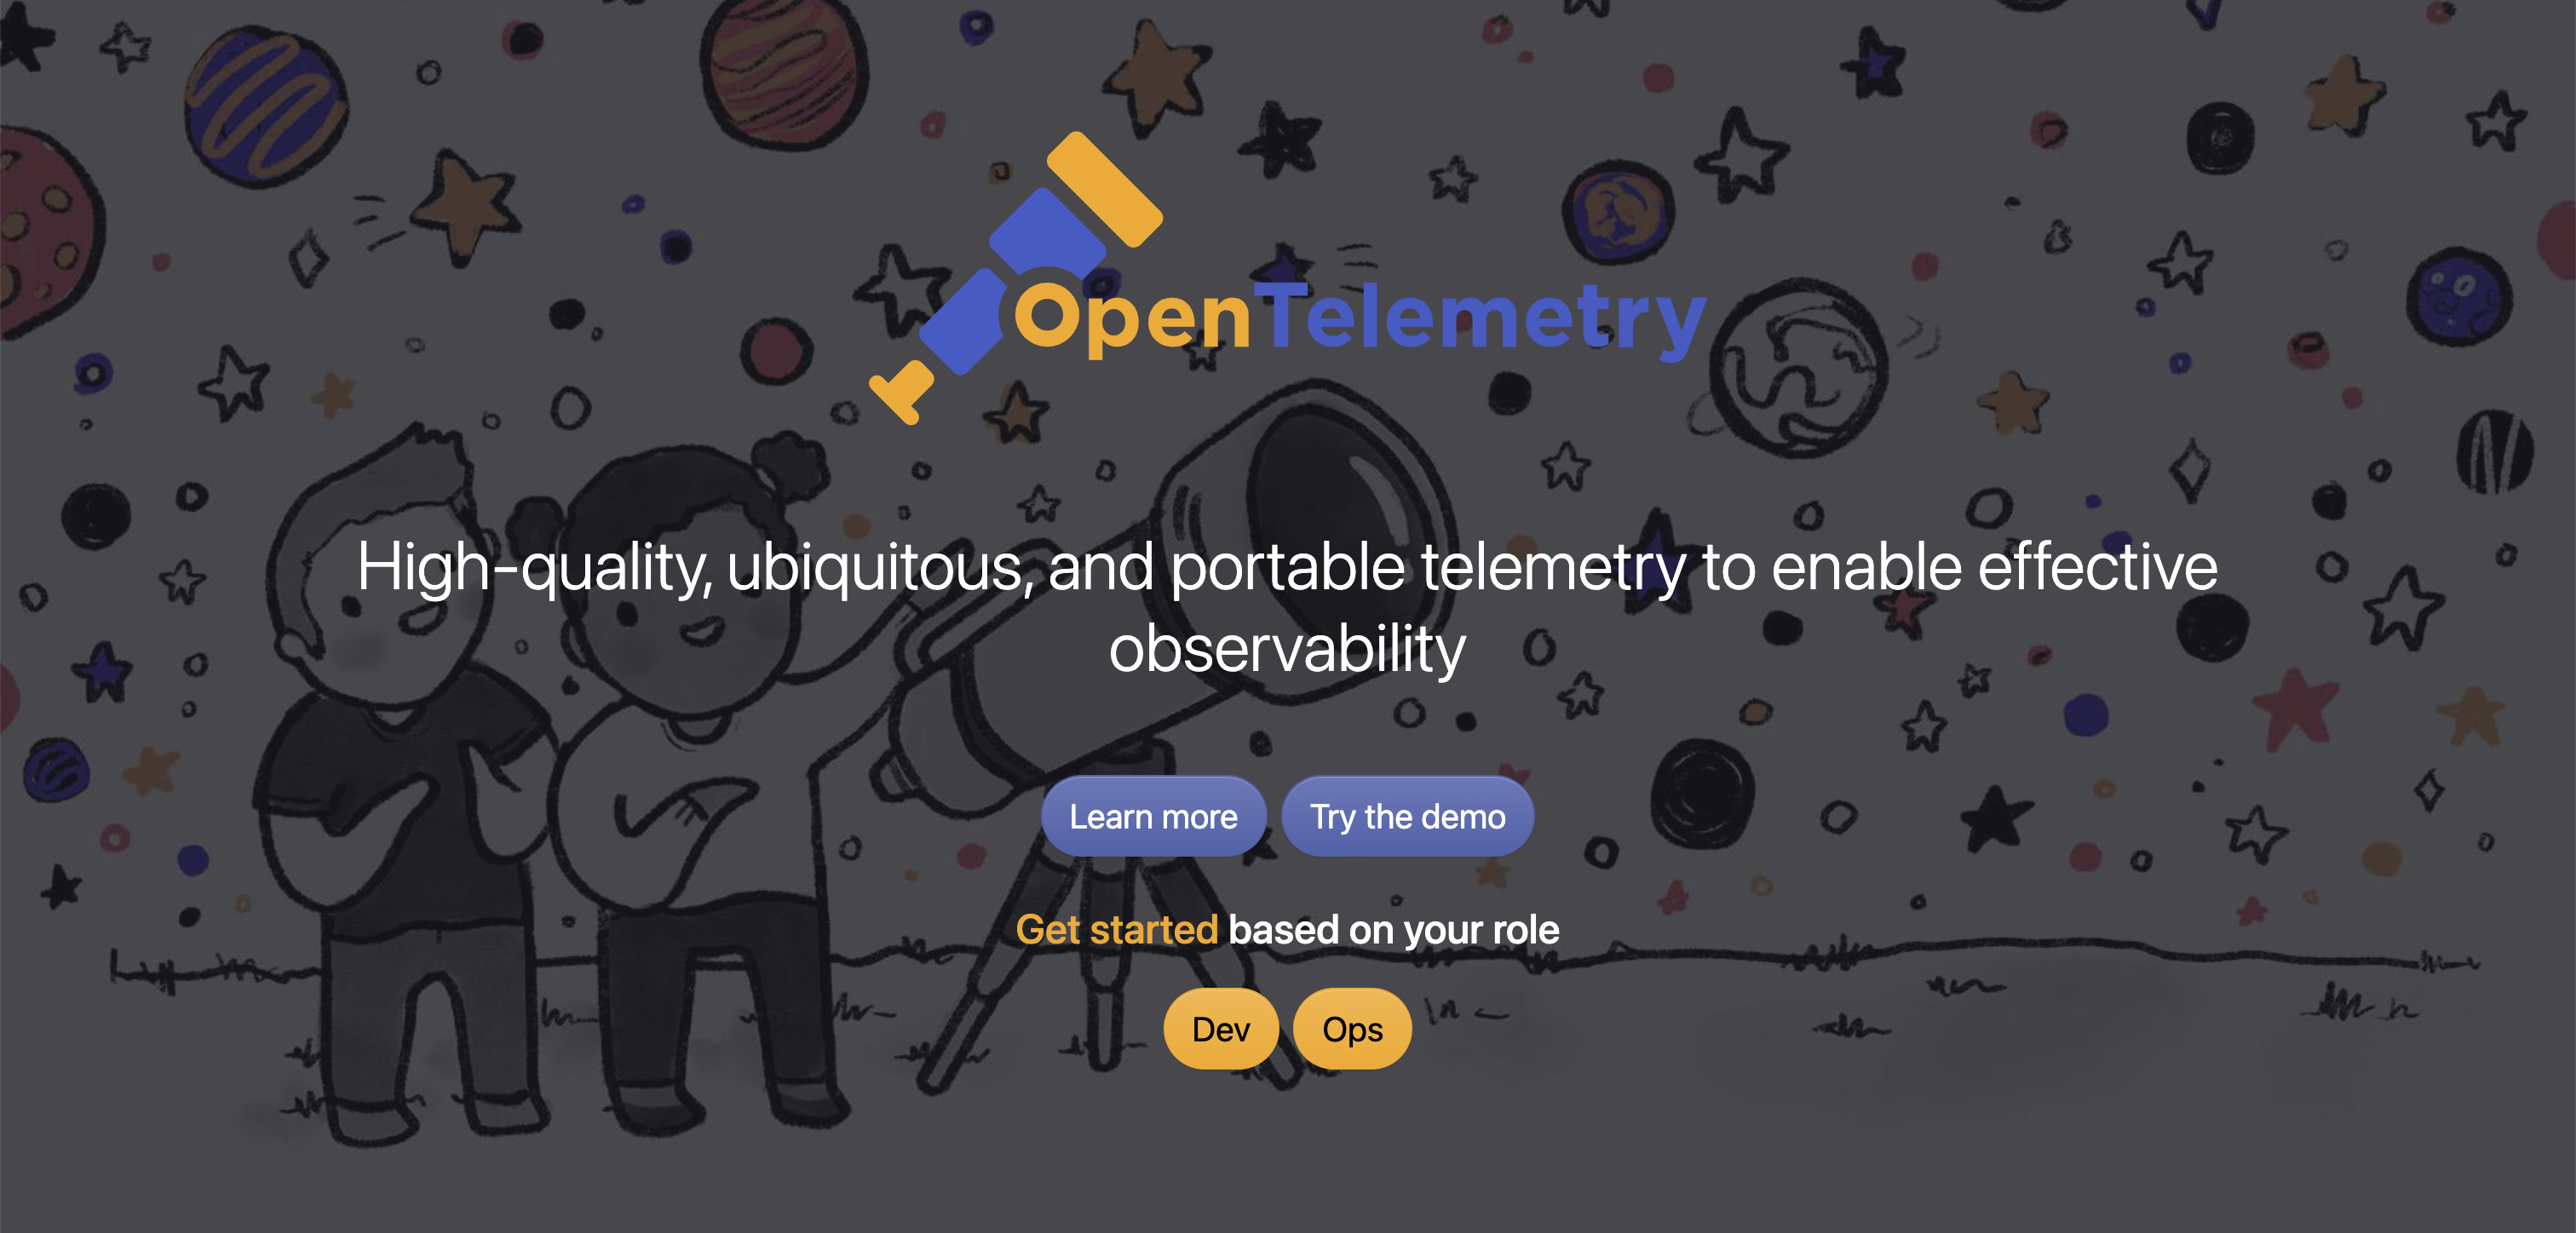 OpenTelemetry
High-quality, ubiquitous, and portable telemetry to enable effective
observability
Learn more
Try the demo
Get started based on your role
Dev
Ops